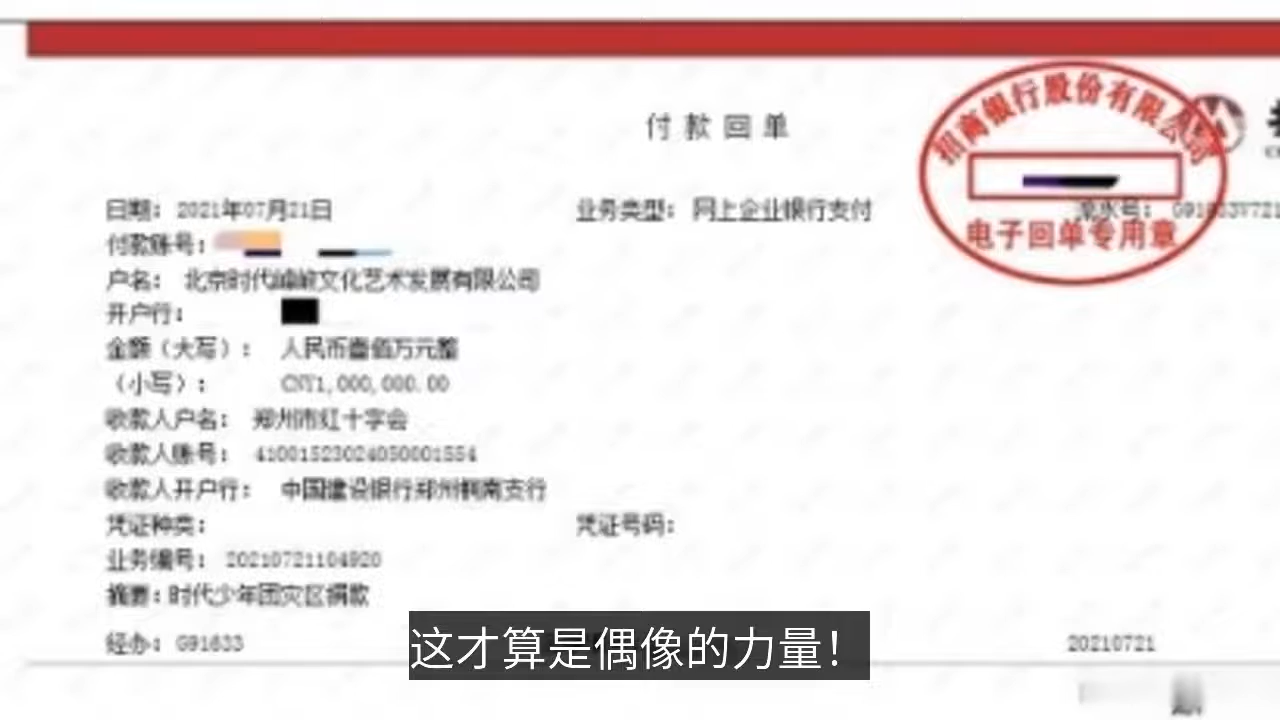 付款回单
招商银行股份有限公司
电子回单专用章
日期： 2021年07月21日
业务类型： 网上企业银行支付
流水号：
付款账号：
户名： 北京时代峰峻文化艺术发展有限公司
开户行：
金额（大写）： 人民币壹佰万元整
（小写）： CNY1,000,000.00
收款人户名： 郑州市红十字会
收款人账号： 41001523024050001554
收款人开户行： 中国建设银行郑州铜南支行
凭证种类：
凭证号码：
业务编号： 20210721104920
摘要：时代少年团灾区捐款
经办： G91633
20210721
这才算是偶像的力量！